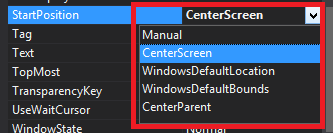 StartPosition CenterScreen
Tag Manual
Text CenterScreen
TopMost WindowsDefaultLocation
TransparencyKey WindowsDefaultBounds
UseWaitCursor CenterParent
WindowState Normal